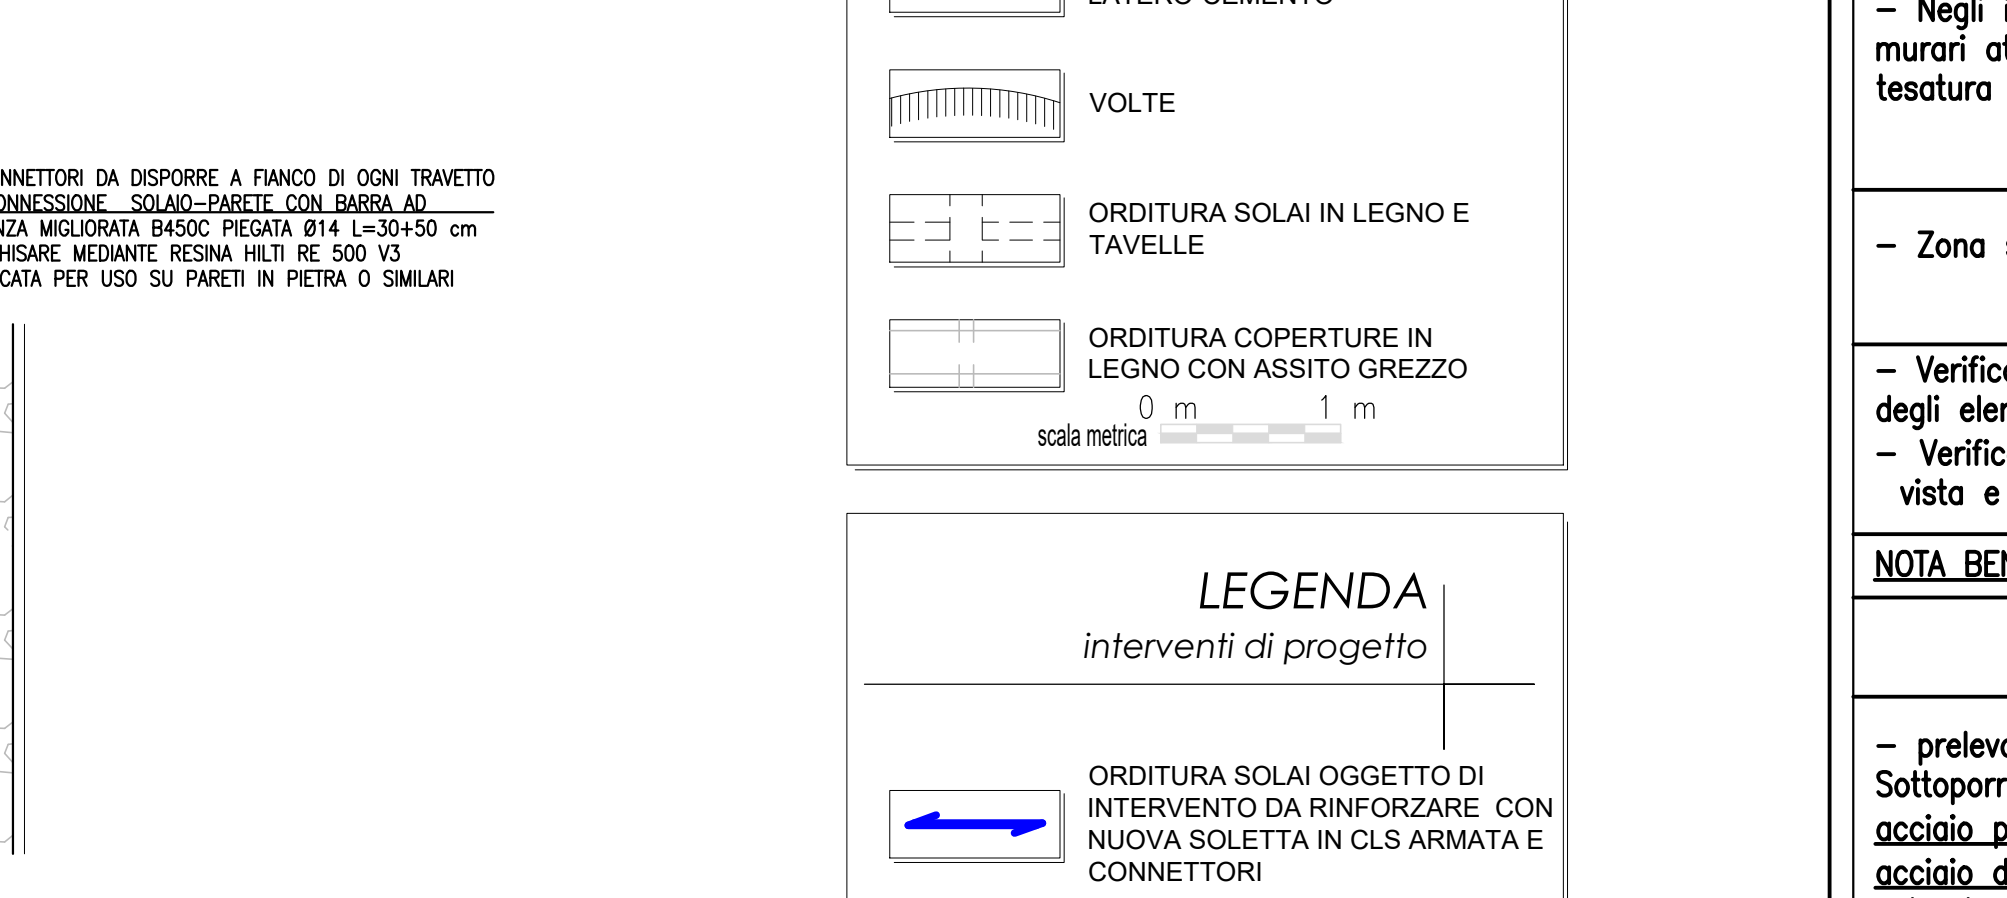 NNETTORI DA DISPORRE A FIANCO DI OGNI TRAVETTO
ONNESSIONE SOLAIO-PARETE CON BARRA AD
NZA MIGLIORATA B450C PIEGATA Ø14 L=30+50 cm
HISARE MEDIANTE RESINA HILTI RE 500 V3
CATA PER USO SU PARETI IN PIETRA O SIMILARI
LATERO-CEMENTO
VOLTE
ORDITURA SOLAI IN LEGNO E
TAVELLE
ORDITURA COPERTURE IN
LEGNO CON ASSITO GREZZO
0 m 1 m
scala metrica
LEGENDA
interventi di progetto
ORDITURA SOLAI OGGETTO DI
INTERVENTO DA RINFORZARE CON
NUOVA SOLETTA IN CLS ARMATA E
CONNETTORI
- Negli
murari
tesatura
- Zona
- Verific
degli eler
- Verific
vista e
NOTA BEN
- prelev
Sottoporr
acciaio p
acciaio d